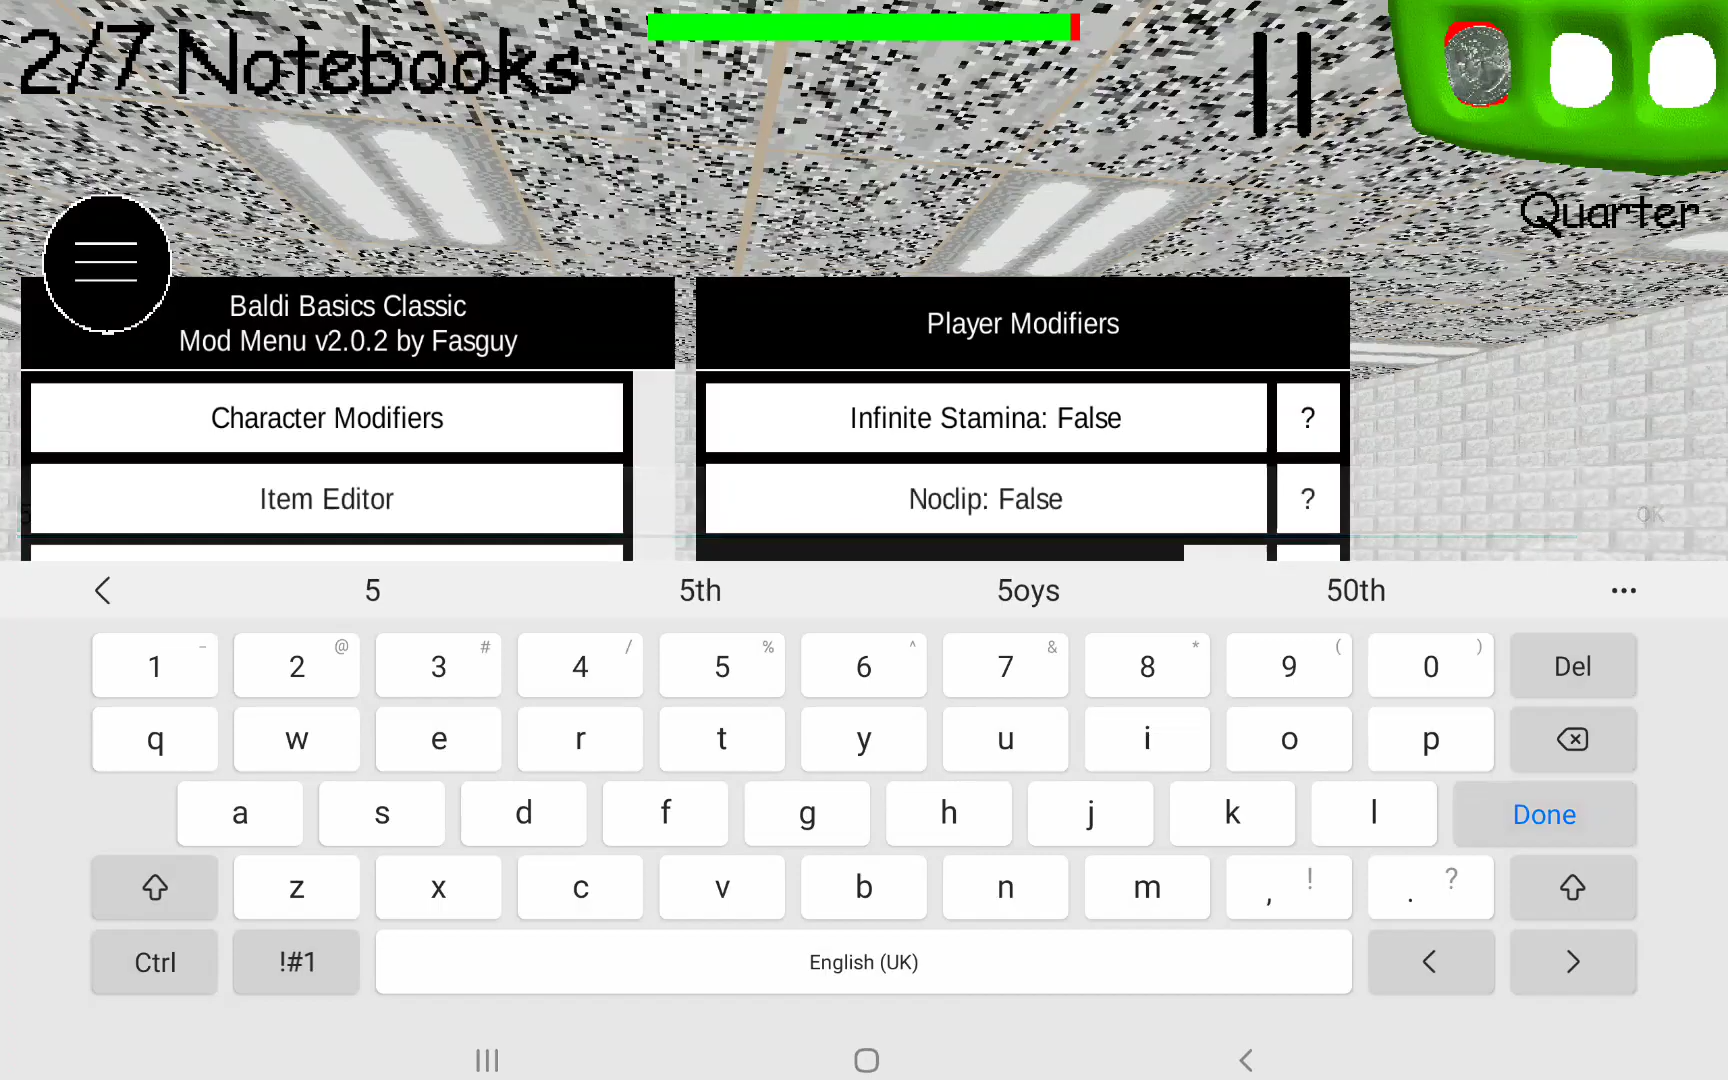 2/7 Notebooks
Quarter
Baldi Basics Classic
Mod Menu v2.0.2 by Fasguy
Player Modifiers
Character Modifiers
Infinite Stamina: False ?
Item Editor
Noclip: False ?
OK
5 5th 5oys 50th ...
1 - 2 @ 3 # 4 / 5 % 6 ^ 7 & 8 * 9 ( 0 ) Del
q w e r t y u i o p
a s d f g h j k l Done
z x c v b n m , ! . ?
Ctrl !#1 English (UK) < >